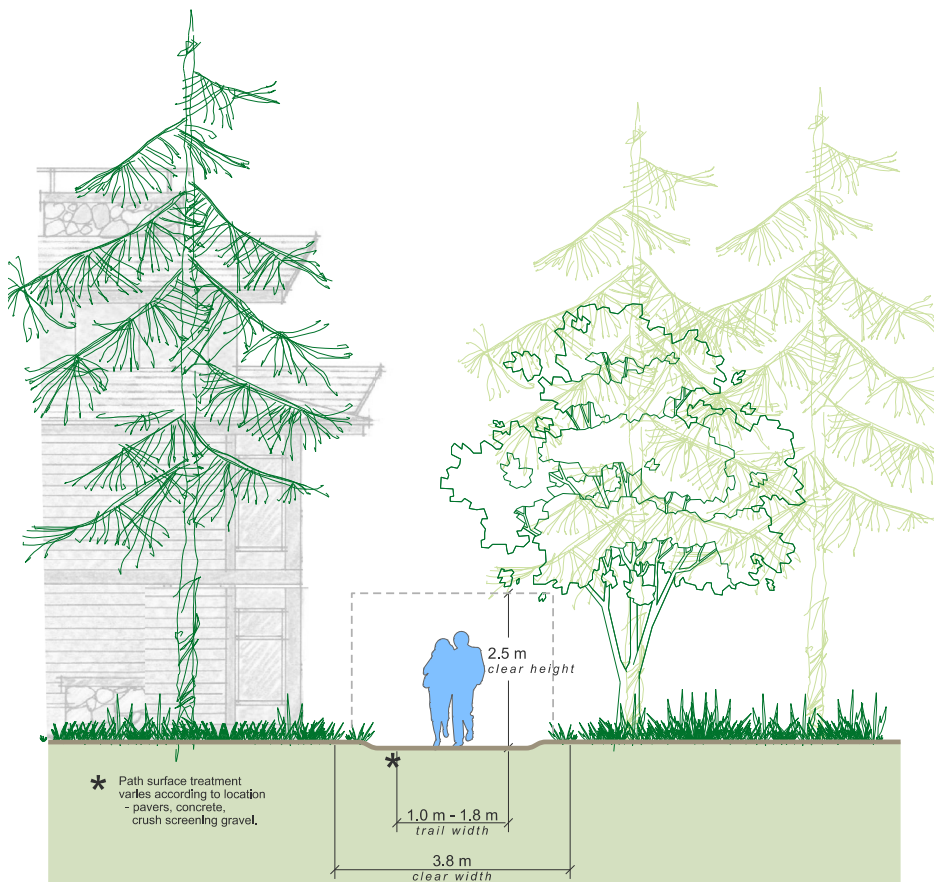 2.5 m
clear height
*
* Path surface treatment
varies according to location
- pavers, concrete,
crush screening gravel.
1.0 m - 1.8 m
trail width
3.8 m
clear width